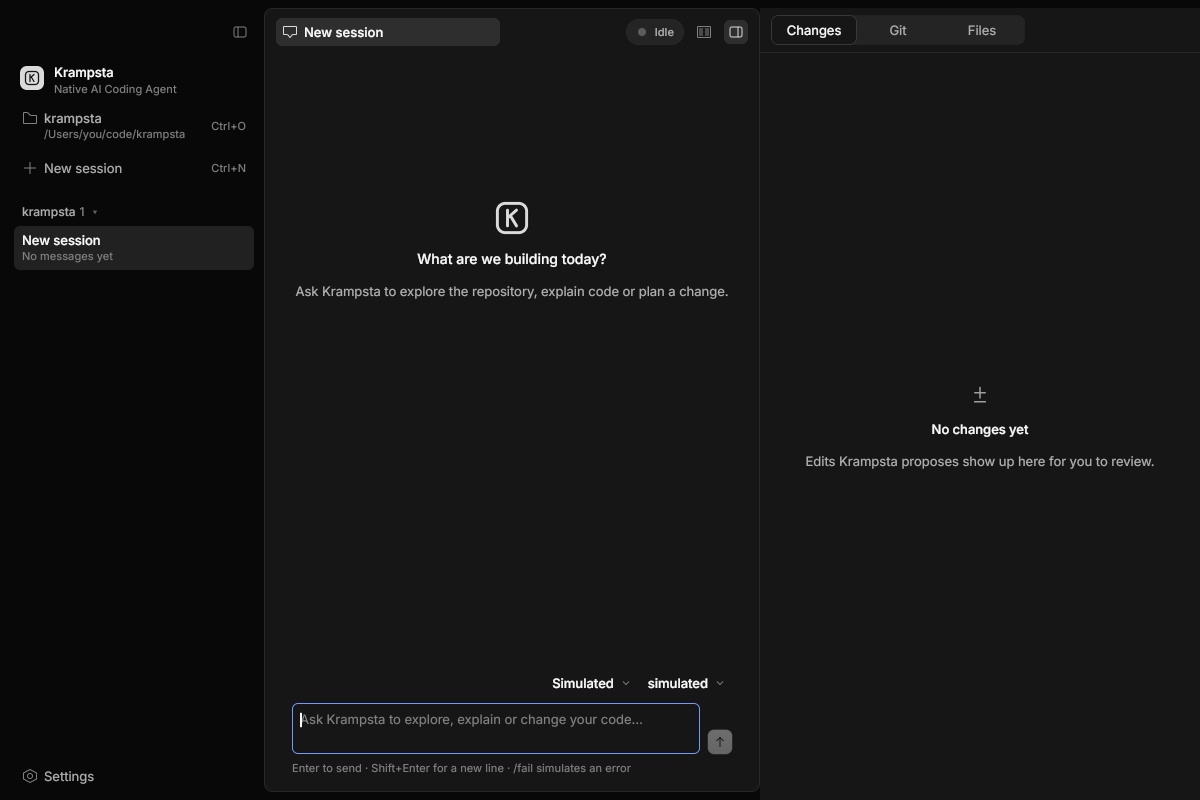 Krampsta
Native AI Coding Agent
krampsta
/Users/you/code/krampsta
Ctrl+O
New session
Ctrl+N
krampsta 1
New session
No messages yet
Settings
New session
Idle
K
What are we building today?
Ask Krampsta to explore the repository, explain code or plan a change.
Simulated
simulated
Ask Krampsta to explore, explain or change your code...
Enter to send · Shift+Enter for a new line · /fail simulates an error
Changes
Git
Files
No changes yet
Edits Krampsta proposes show up here for you to review.